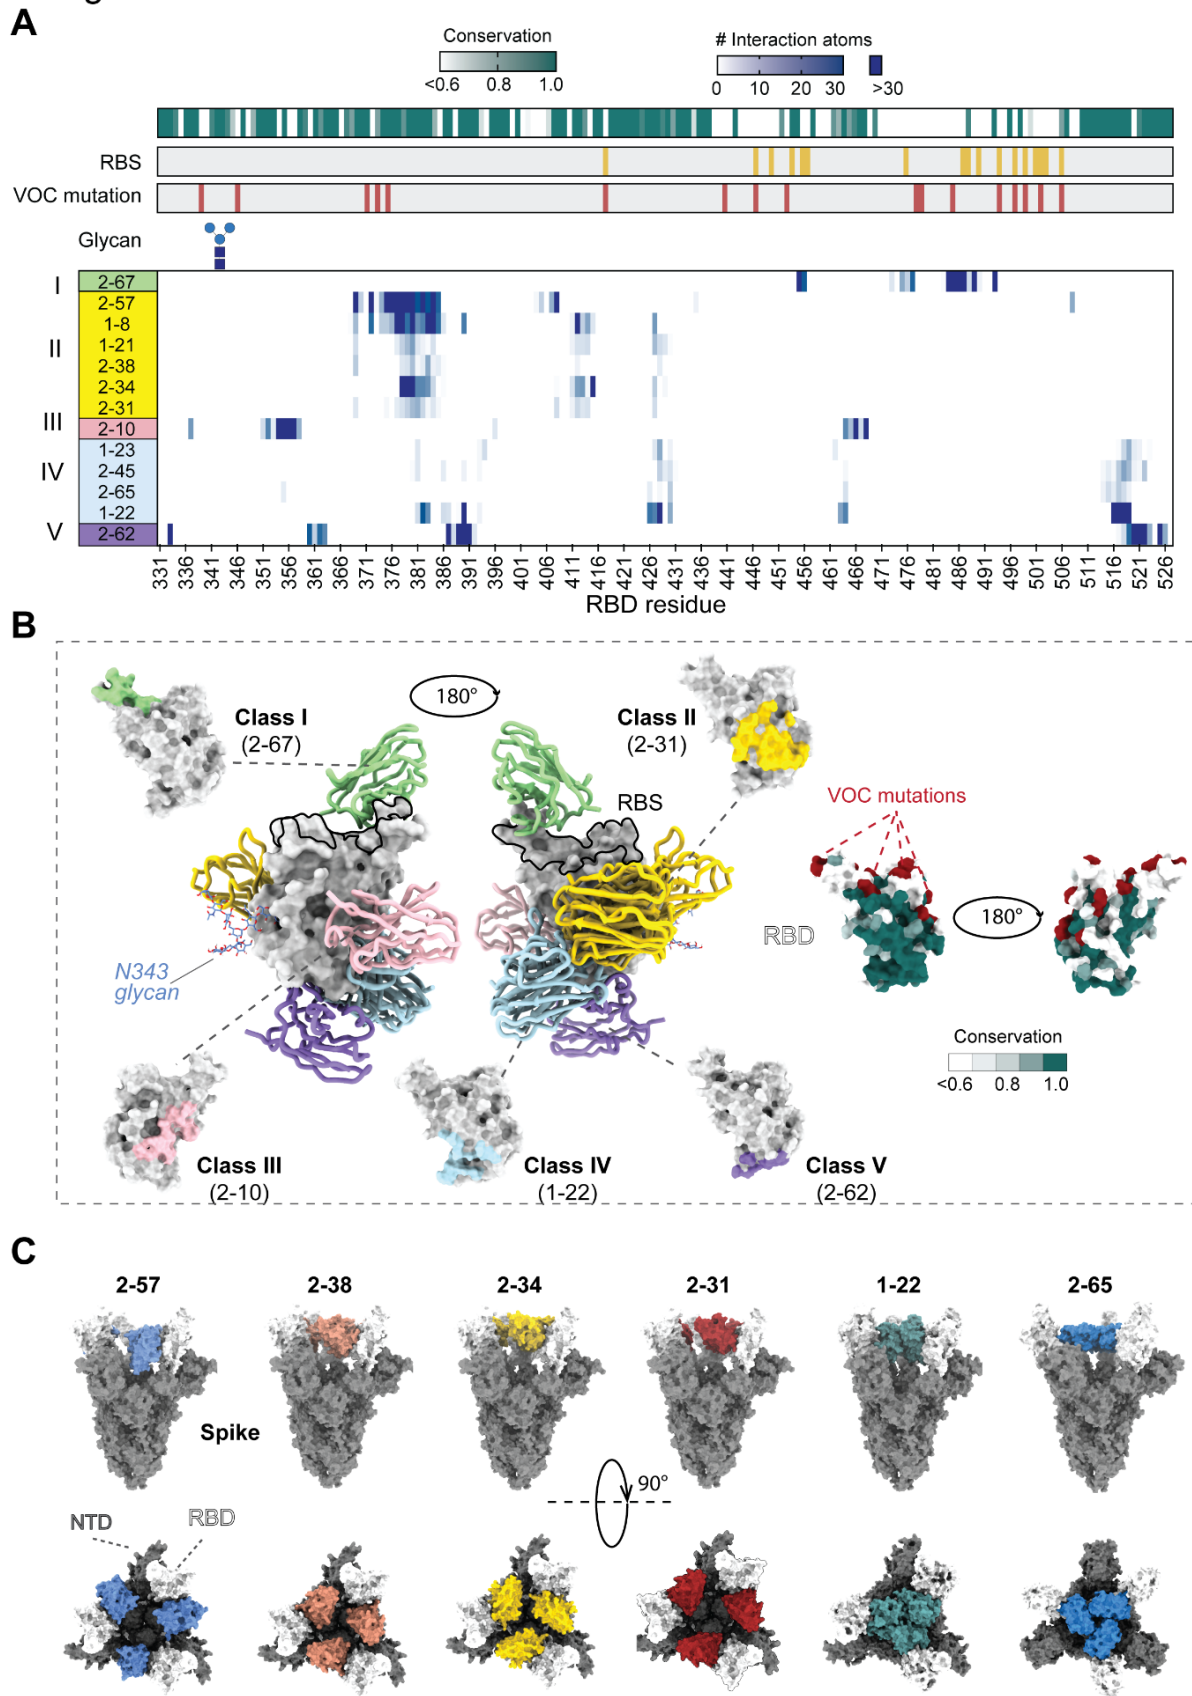 A
Conservation
<0.6 0.8 1.0
# Interaction atoms
0 10 20 30 >30
RBS
VOC mutation
Glycan
I
2-67
II
2-57
1-8
1-21
2-38
2-34
2-31
III
2-10
IV
1-23
2-45
2-65
1-22
V
2-62
331 336 341 346 351 356 361 366 371 376 381 386 391 396 401 406 411 416 421 426 431 436 441 446 451 456 461 466 471 476 481 486 491 496 501 506 511 516 521 526
RBD residue
B
180°
Class I
(2-67)
Class II
(2-31)
RBS
VOC mutations
RBD
180°
N343
glycan
Conservation
<0.6 0.8 1.0
Class III
(2-10)
Class IV
(1-22)
Class V
(2-62)
C
2-57 2-38 2-34 2-31 1-22 2-65
Spike
90°
NTD
RBD